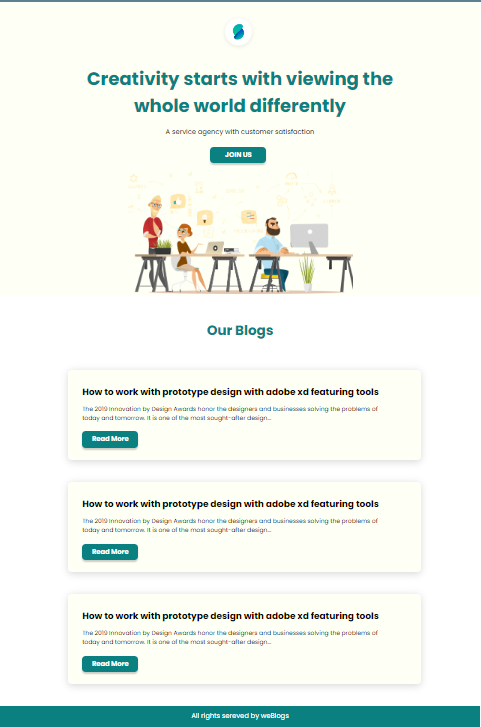 Creativity starts with viewing the
whole world differently
A service agency with customer satisfaction
JOIN US
Our Blogs
How to work with prototype design with adobe xd featuring tools
The 2019 Innovation by Design Awards honor the designers and businesses solving the problems of
today and tomorrow. It is one of the most sought-after design...
Read More
How to work with prototype design with adobe xd featuring tools
The 2019 Innovation by Design Awards honor the designers and businesses solving the problems of
today and tomorrow. It is one of the most sought-after design...
Read More
How to work with prototype design with adobe xd featuring tools
The 2019 Innovation by Design Awards honor the designers and businesses solving the problems of
today and tomorrow. It is one of the most sought-after design...
Read More
All rights sereved by weBlogs